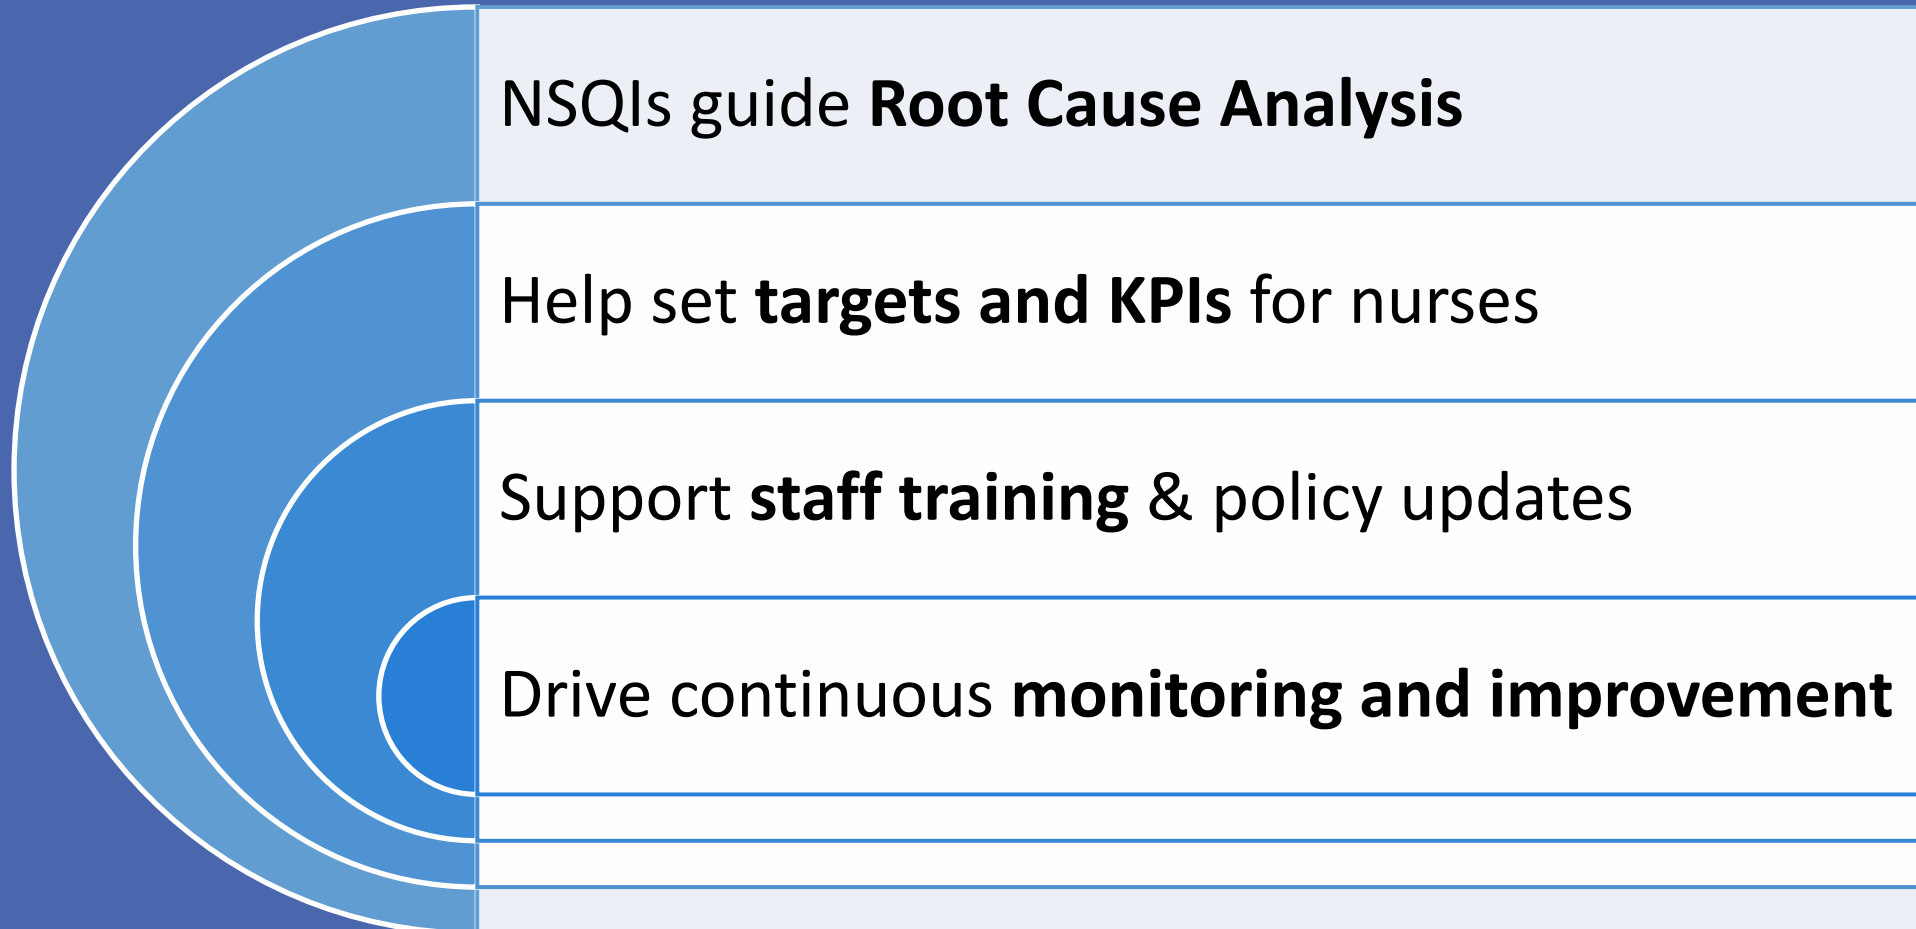 NSQIs guide Root Cause Analysis
Help set targets and KPIs for nurses
Support staff training & policy updates
Drive continuous monitoring and improvement